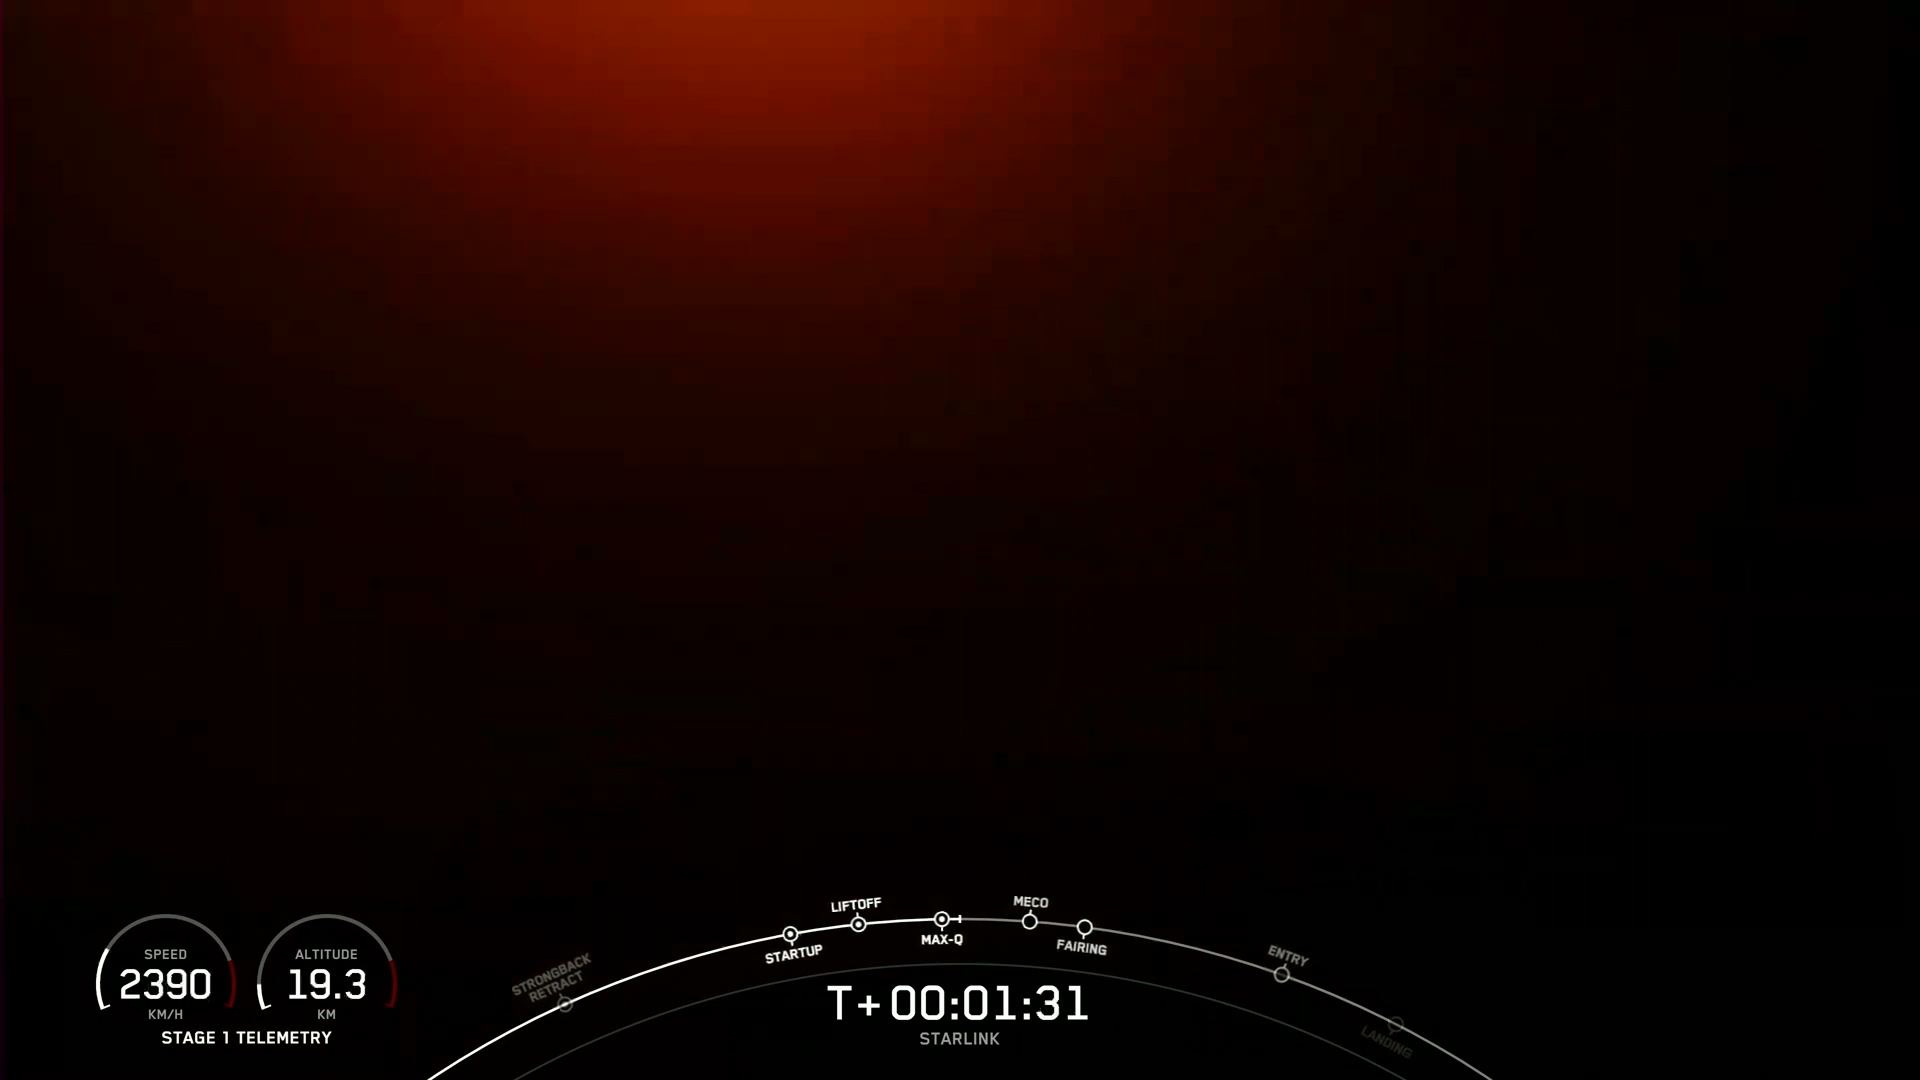 SPEED
2390
KM/H
ALTITUDE
19.3
KM
STAGE 1 TELEMETRY
STRONGBACK
RETRACT
STARTUP
LIFTOFF
MAX-Q
MECO
FAIRING
ENTRY
LANDING
T+00:01:31
STARLINK